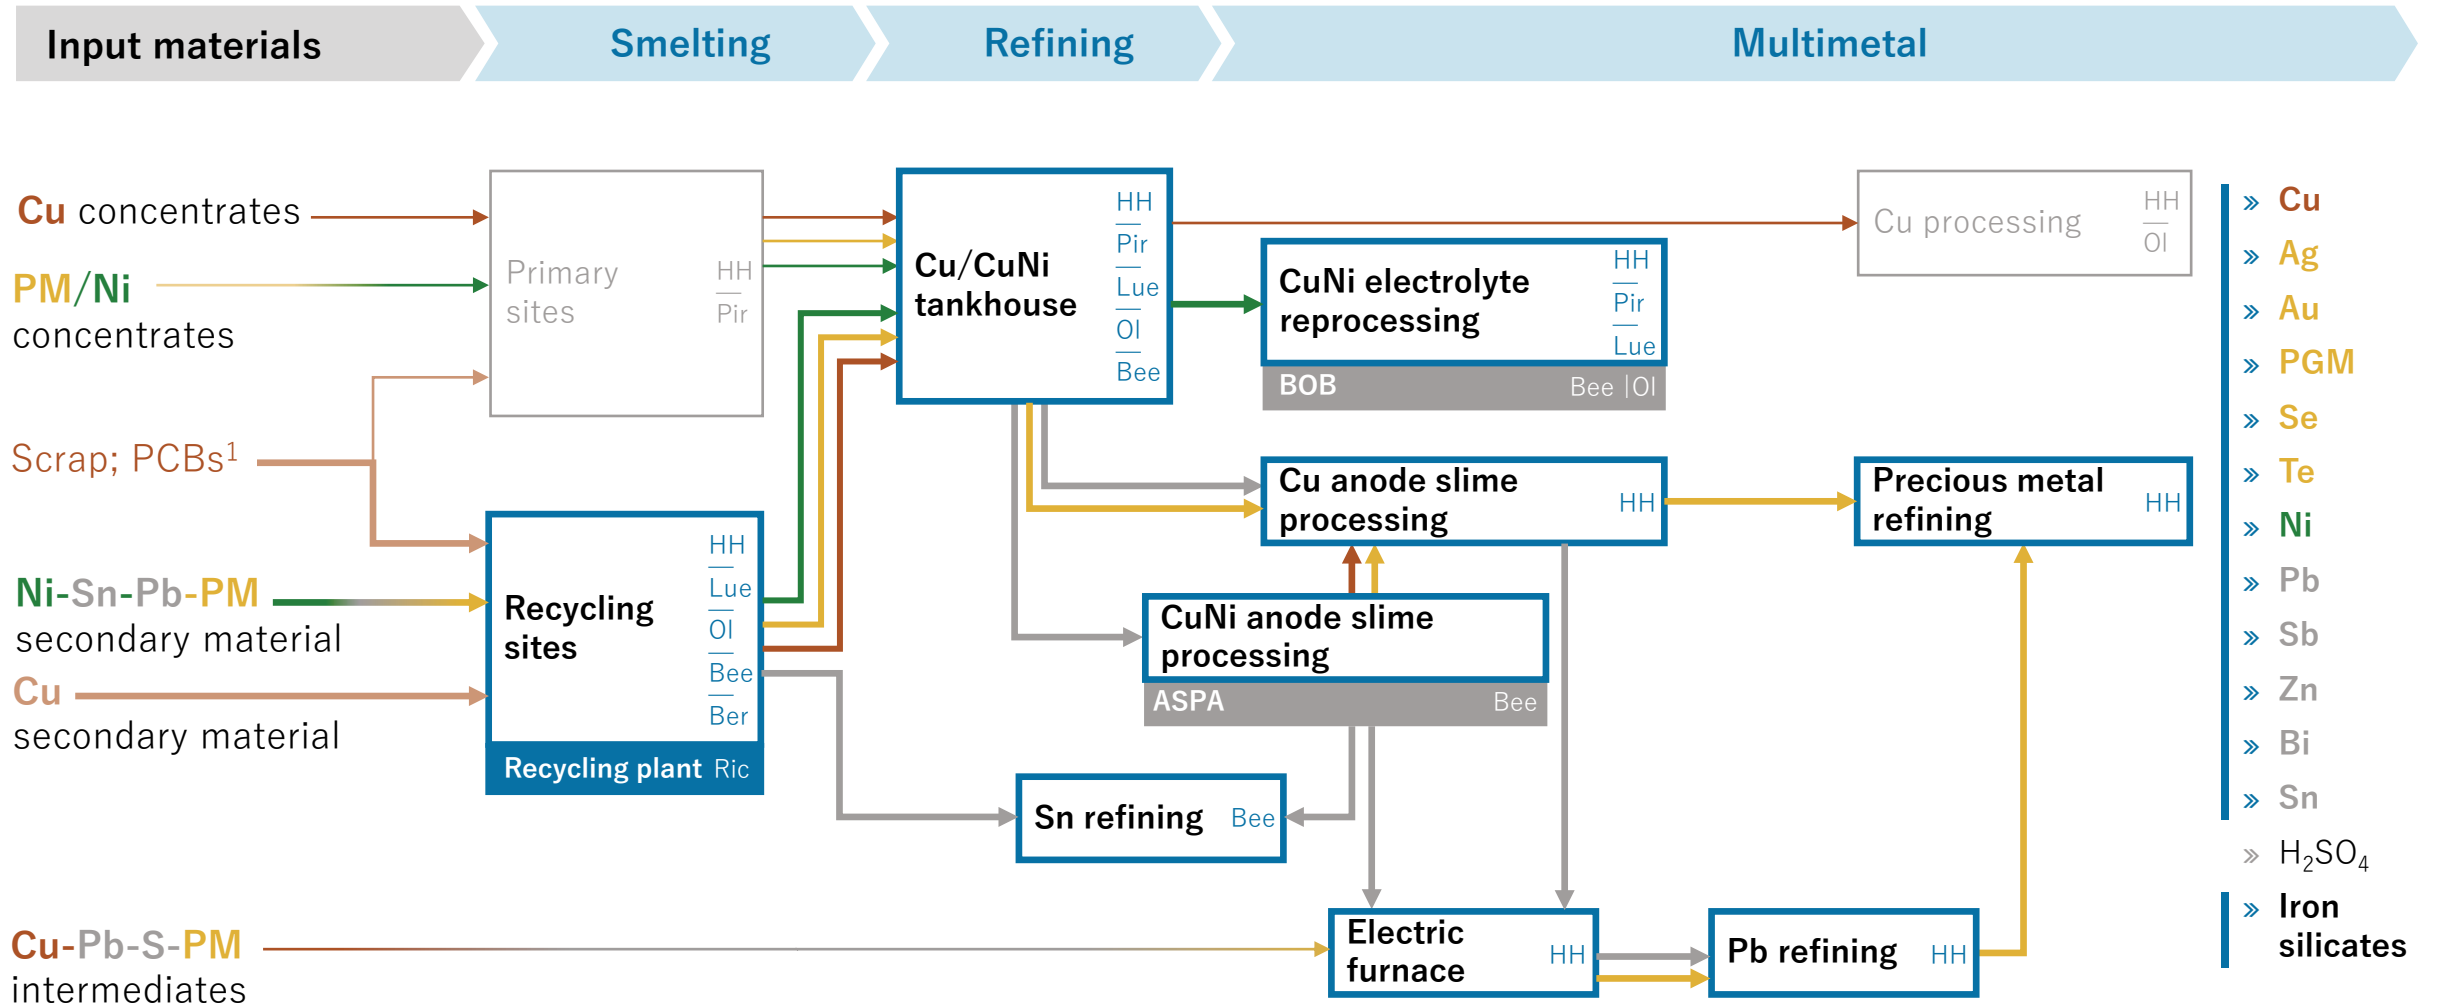 Input materials
Smelting
Refining
Multimetal
Cu concentrates
PM/Ni
concentrates
Scrap; PCBs¹
Ni-Sn-Pb-PM
secondary material
Cu
secondary material
Cu-Pb-S-PM
intermediates
Primary
sites
HH
Pir
Recycling
sites
HH
Lue
Ol
Bee
Ber
Recycling plant Ric
Cu/CuNi
tankhouse
HH
Pir
Lue
Ol
Bee
CuNi electrolyte
reprocessing
HH
Pir
Lue
BOB Bee |Ol
Cu processing
HH
Ol
Cu anode slime
processing
HH
Precious metal
refining
HH
CuNi anode slime
processing
ASPA Bee
Sn refining Bee
Electric
furnace
HH
Pb refining HH
» Cu
» Ag
» Au
» PGM
» Se
» Te
» Ni
» Pb
» Sb
» Zn
» Bi
» Sn
» H₂SO₄
» Iron
silicates